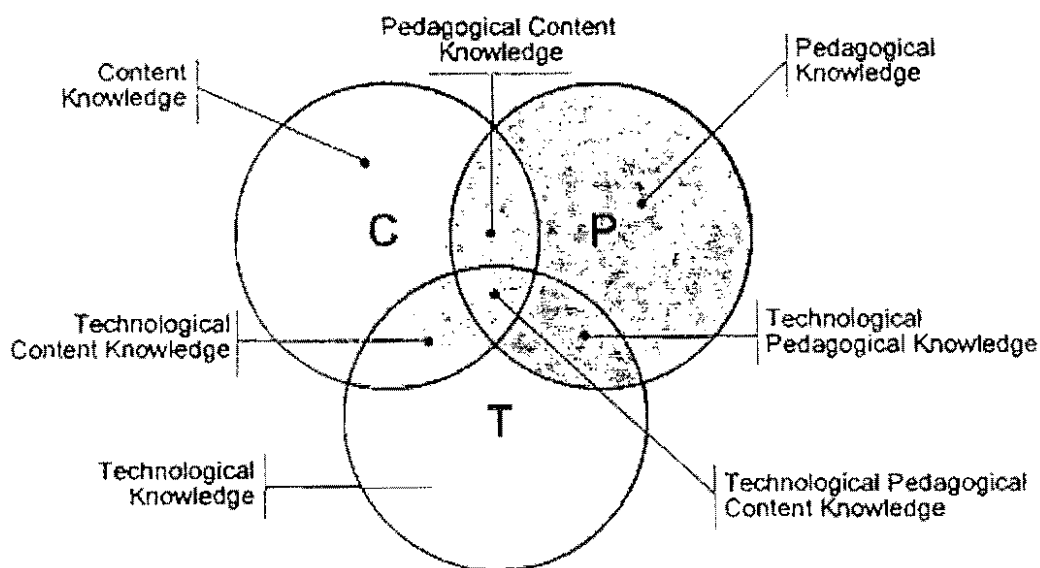 Pedagogical Content
Knowledge
Pedagogical
Knowledge
Content
Knowledge
C
P
Technological
Content Knowledge
Technological
Pedagogical Knowledge
T
Technological
Knowledge
Technological Pedagogical
Content Knowledge